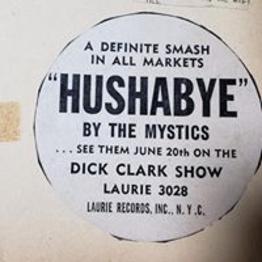 A DEFINITE SMASH
IN ALL MARKETS
"HUSHABYE"
BY THE MYSTICS
... SEE THEM JUNE 20th ON THE
DICK CLARK SHOW
LAURIE 3028
LAURIE RECORDS, INC., N.Y.C.